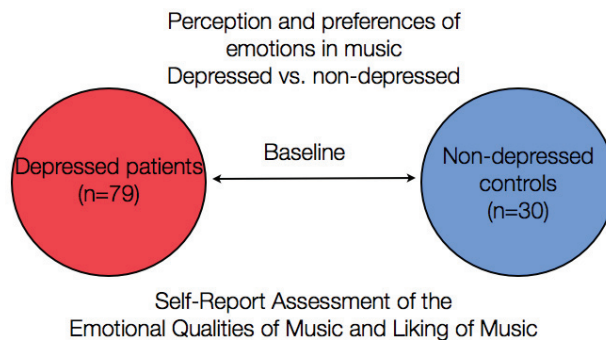 Perception and preferences of
emotions in music
Depressed vs. non-depressed
Depressed patients
(n=79)
Baseline
Non-depressed
controls
(n=30)
Self-Report Assessment of the
Emotional Qualities of Music and Liking of Music